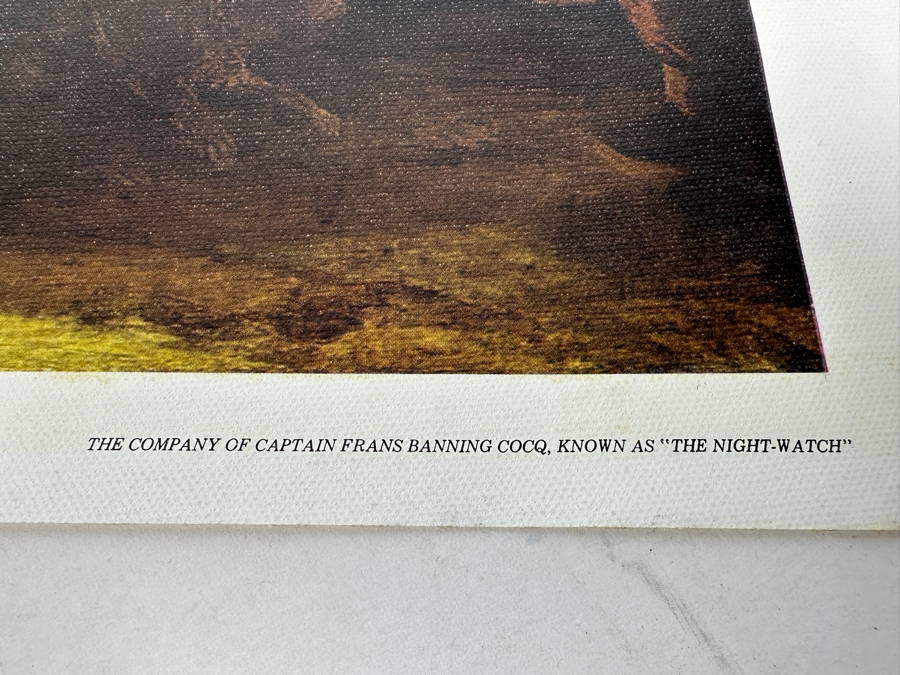 THE COMPANY OF CAPTAIN FRANS BANNING COCQ, KNOWN AS "THE NIGHT-WATCH"